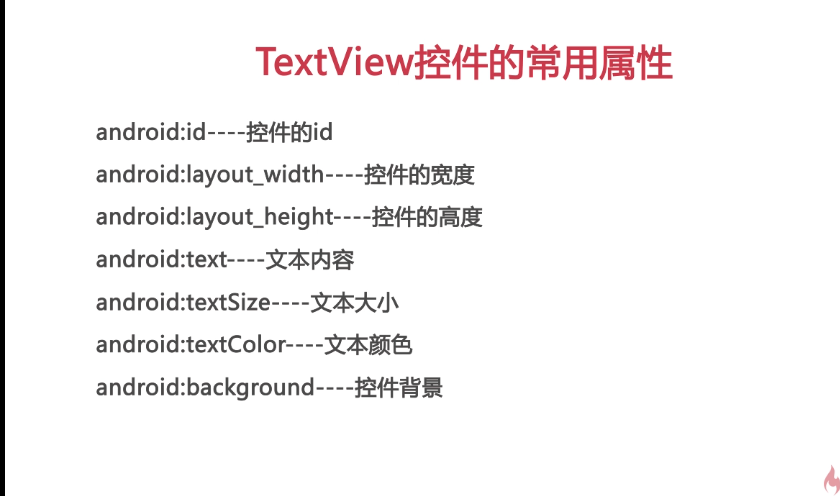 TextView控件的常用属性
android:id----控件的id
android:layout_width----控件的宽度
android:layout_height----控件的高度
android:text----文本内容
android:textSize----文本大小
android:textColor----文本颜色
android:background----控件背景